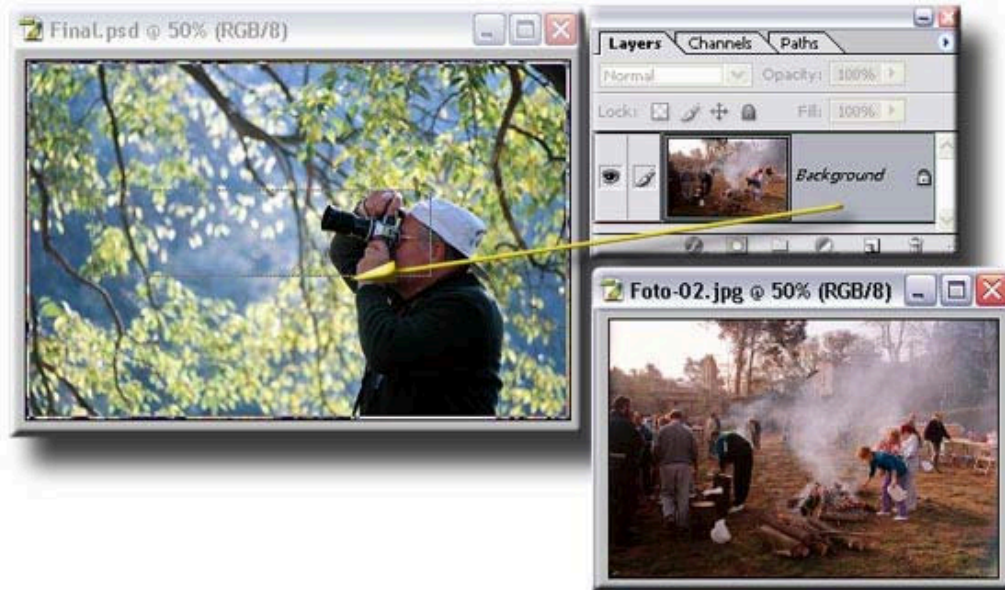 Final.psd @ 50% (RGB/8)
Layers Channels Paths
Normal Opacity: 100%
Lock: Fill: 100%
Background
Foto-02.jpg @ 50% (RGB/8)